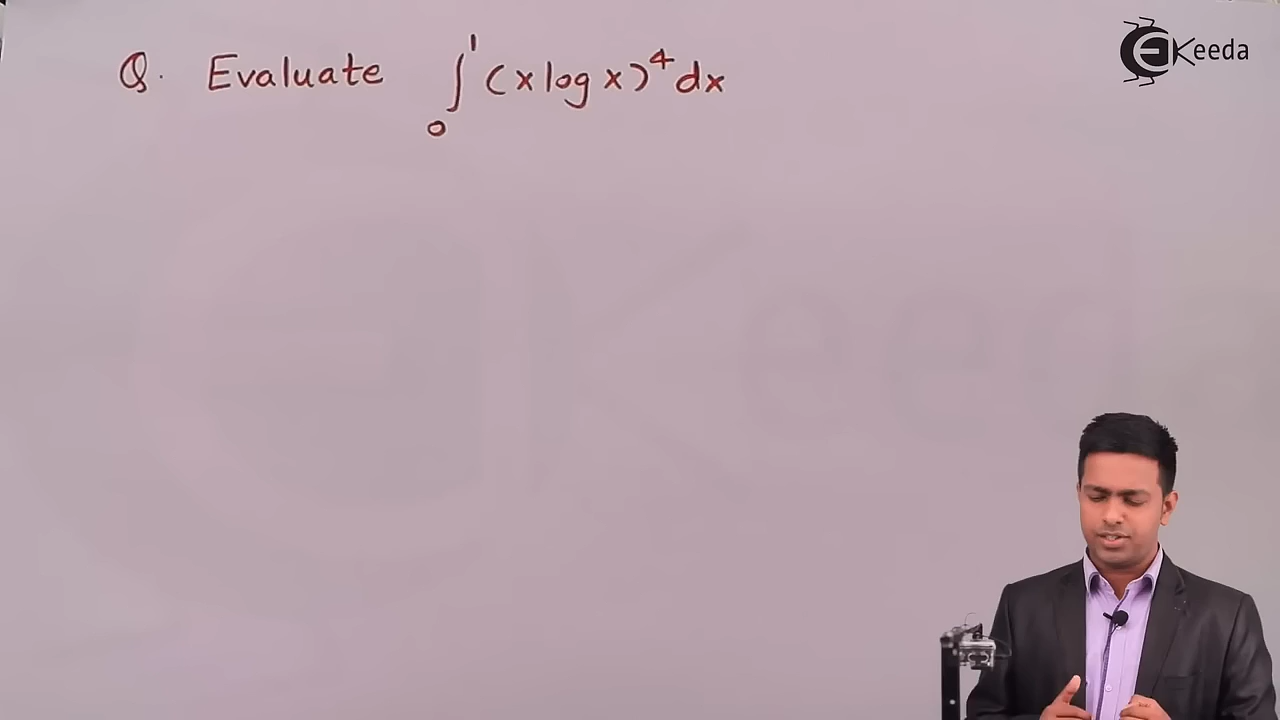 Q. Evaluate ∫₀¹ (x log x)⁴ dx
EKeeda